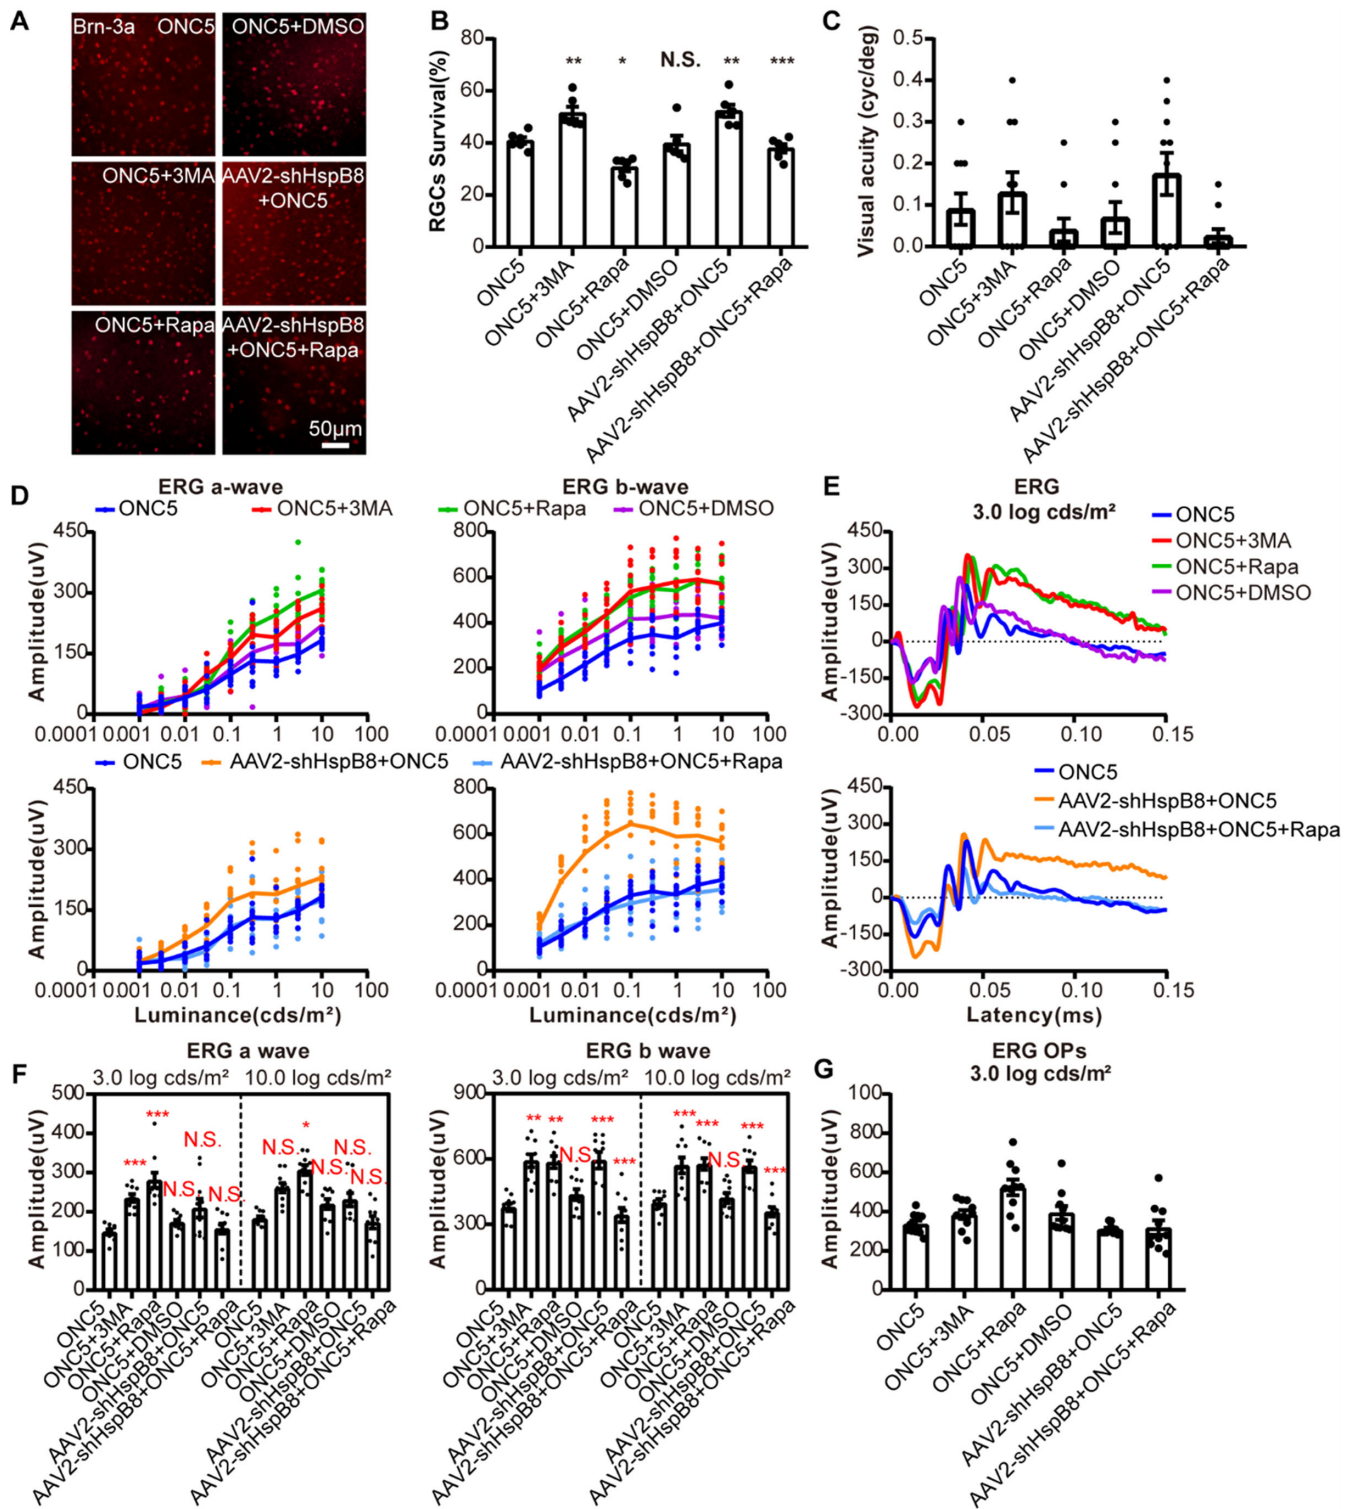 A
Brn-3a ONC5
ONC5+DMSO
ONC5+3MA
AAV2-shHspB8
+ONC5
ONC5+Rapa
AAV2-shHspB8
+ONC5+Rapa
50μm
B
RGCs Survival(%)
80
60
40
20
0
** * N.S. ** ***
ONC5
ONC5+3MA
ONC5+Rapa
ONC5+DMSO
AAV2-shHspB8+ONC5
AAV2-shHspB8+ONC5+Rapa
C
Visual acuity (cyc/deg)
0.5
0.4
0.3
0.2
0.1
0.0
ONC5
ONC5+3MA
ONC5+Rapa
ONC5+DMSO
AAV2-shHspB8+ONC5
AAV2-shHspB8+ONC5+Rapa
D
ERG a-wave
ERG b-wave
ONC5 ONC5+3MA ONC5+Rapa ONC5+DMSO
Amplitude(uV)
450
300
150
0
0.0001 0.001 0.01 0.1 1 10 100
Amplitude(uV)
800
600
400
200
0
0.0001 0.001 0.01 0.1 1 10 100
ONC5 AAV2-shHspB8+ONC5 AAV2-shHspB8+ONC5+Rapa
Amplitude(uV)
450
300
150
0
0.0001 0.001 0.01 0.1 1 10 100
Luminance(cds/m²)
Amplitude(uV)
800
600
400
200
0
0.0001 0.001 0.01 0.1 1 10 100
Luminance(cds/m²)
E
ERG
3.0 log cds/m²
ONC5
ONC5+3MA
ONC5+Rapa
ONC5+DMSO
Amplitude(uV)
450
300
150
0
-150
-300
0.00 0.05 0.10 0.15
ONC5
AAV2-shHspB8+ONC5
AAV2-shHspB8+ONC5+Rapa
Amplitude(uV)
450
300
150
0
-150
-300
0.00 0.05 0.10 0.15
Latency(ms)
F
ERG a wave
3.0 log cds/m² 10.0 log cds/m²
Amplitude(uV)
500
400
300
200
100
0
*** *** N.S. N.S. N.S.
N.S. * N.S. N.S. N.S.
ONC5
ONC5+3MA
ONC5+Rapa
ONC5+DMSO
AAV2-shHspB8+ONC5
AAV2-shHspB8+ONC5+Rapa
ONC5
ONC5+3MA
ONC5+Rapa
ONC5+DMSO
AAV2-shHspB8+ONC5
AAV2-shHspB8+ONC5+Rapa
ERG b wave
3.0 log cds/m² 10.0 log cds/m²
Amplitude(uV)
900
600
300
0
** ** N.S. *** ***
*** *** N.S. *** ***
ONC5
ONC5+3MA
ONC5+Rapa
ONC5+DMSO
AAV2-shHspB8+ONC5
AAV2-shHspB8+ONC5+Rapa
ONC5
ONC5+3MA
ONC5+Rapa
ONC5+DMSO
AAV2-shHspB8+ONC5
AAV2-shHspB8+ONC5+Rapa
G
ERG OPs
3.0 log cds/m²
Amplitude(uV)
1000
800
600
400
200
0
ONC5
ONC5+3MA
ONC5+Rapa
ONC5+DMSO
AAV2-shHspB8+ONC5
AAV2-shHspB8+ONC5+Rapa